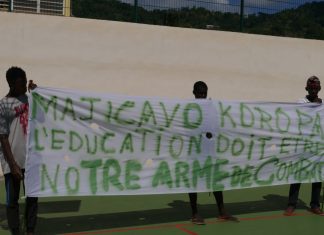 MAJICAVO KOROPA
L'EDUCATION DOIT ETRE
NOTRE ARME DE COMBAT